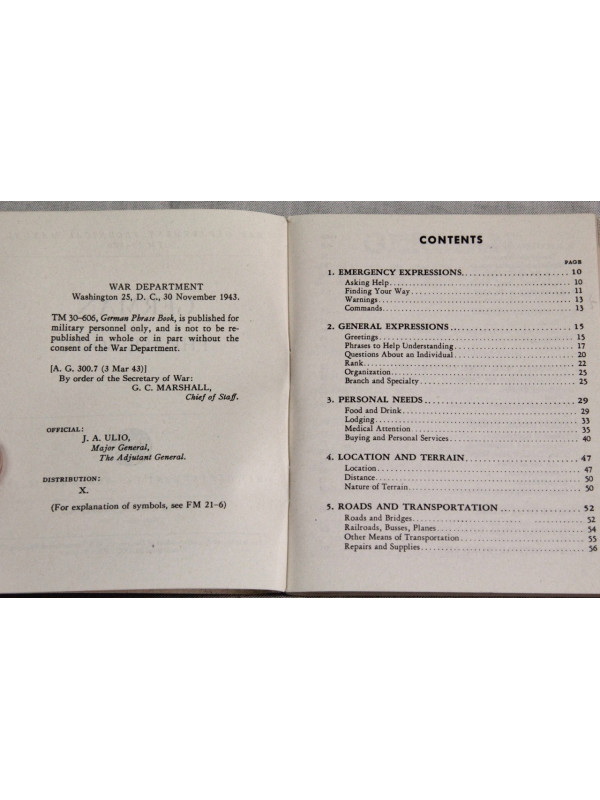 WAR DEPARTMENT
Washington 25, D. C., 30 November 1943.
TM 30–606, German Phrase Book, is published for
military personnel only, and is not to be re-
published in whole or in part without the
consent of the War Department.
[A. G. 300.7 (3 Mar 43)]
By order of the Secretary of War:
G. C. MARSHALL,
Chief of Staff.
OFFICIAL:
J. A. ULIO,
Major General,
The Adjutant General.
DISTRIBUTION:
X.
(For explanation of symbols, see FM 21–6)
CONTENTS
PAGE
1. EMERGENCY EXPRESSIONS 10
Asking Help 10
Finding Your Way 11
Warnings 13
Commands 13
2. GENERAL EXPRESSIONS 15
Greetings 15
Phrases to Help Understanding 17
Questions About an Individual 20
Rank 22
Organization 25
Branch and Specialty 25
3. PERSONAL NEEDS 29
Food and Drink 29
Lodging 33
Medical Attention 35
Buying and Personal Services 40
4. LOCATION AND TERRAIN 47
Location 47
Distance 50
Nature of Terrain 50
5. ROADS AND TRANSPORTATION 52
Roads and Bridges 52
Railroads, Busses, Planes 54
Other Means of Transportation 55
Repairs and Supplies 56